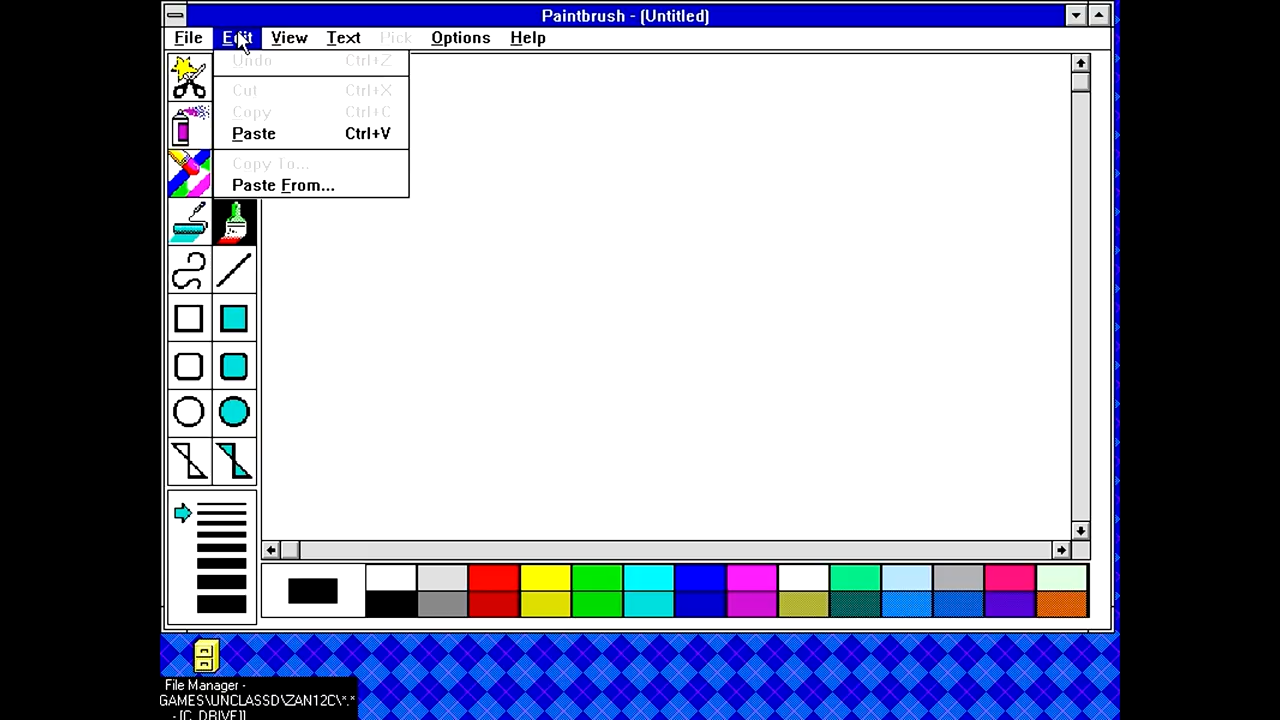 Paintbrush - [Untitled]
File Edit View Text Pick Options Help
Undo Ctrl+Z
Cut Ctrl+X
Copy Ctrl+C
Paste Ctrl+V
Copy To...
Paste From...
File Manager -
GAMES\UNCLASSD\ZAN12C\*.*
- [C_DRIVE]]